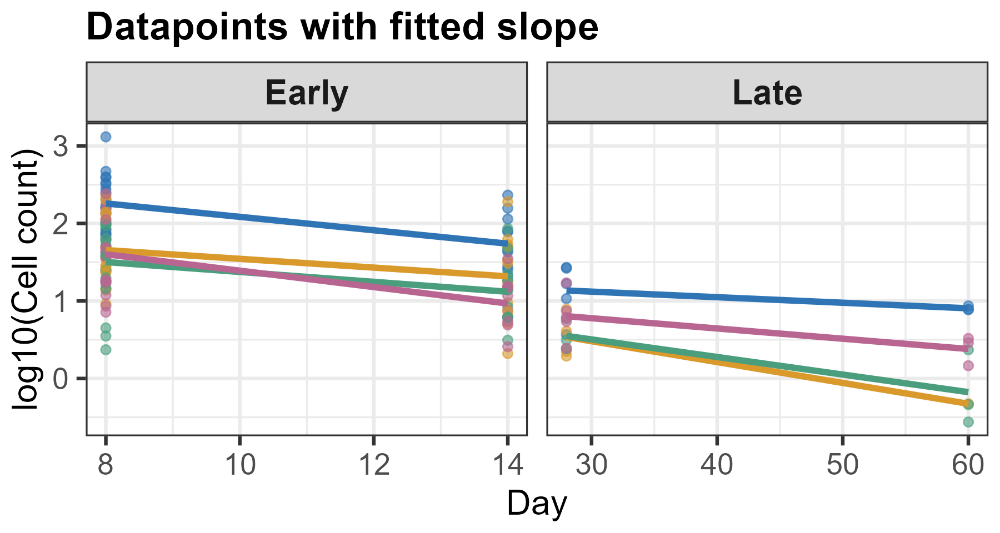 Datapoints with fitted slope
Early
Late
log10(Cell count)
3
2
1
0
8 10 12 14
30 40 50 60
Day